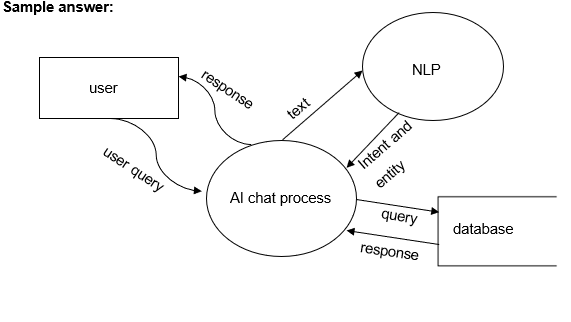 Sample answer:
user
response
text
NLP
Intent and
entity
user query
AI chat process
query
database
response